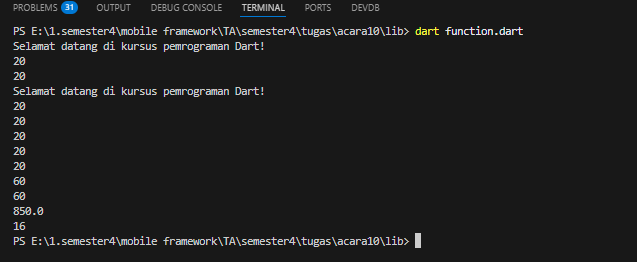 PROBLEMS 31 OUTPUT DEBUG CONSOLE TERMINAL PORTS DEVDB
PS E:\1.semester4\mobile framework\TA\semester4\tugas\acara10\lib> dart function.dart
Selamat datang di kursus pemrograman Dart!
20
20
Selamat datang di kursus pemrograman Dart!
20
20
20
20
20
60
60
850.0
16
PS E:\1.semester4\mobile framework\TA\semester4\tugas\acara10\lib>